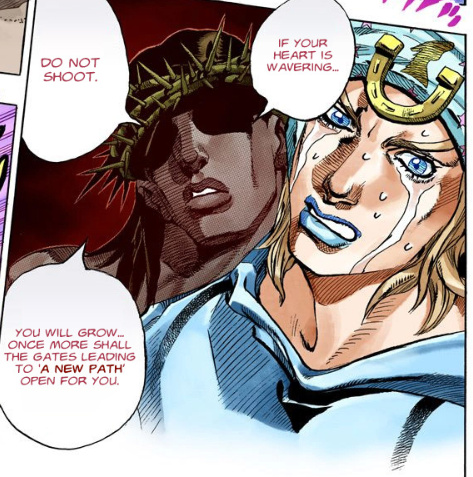 IF YOUR
HEART IS
WAVERING...
DO NOT
SHOOT.
YOU WILL GROW...
ONCE MORE SHALL
THE GATES LEADING
TO 'A NEW PATH'
OPEN FOR YOU.